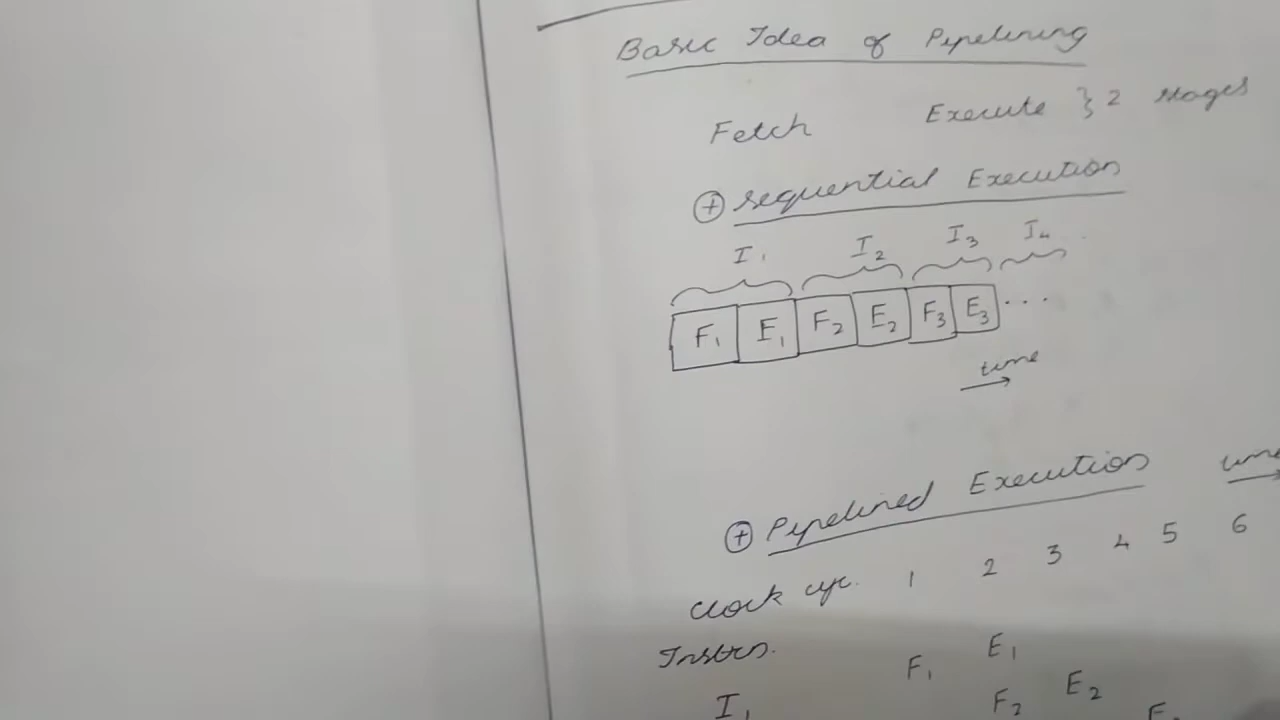 Basic Idea of Pipelining
Fetch Execute } 2 stages
+ Sequential Execution
I1 I2 I3 I4
F1 E1 F2 E2 F3 E3 ...
time
+ Pipelined Execution time
Clock cyc. 1 2 3 4 5 6
Instrn. F1 E1
I1 F2 E2